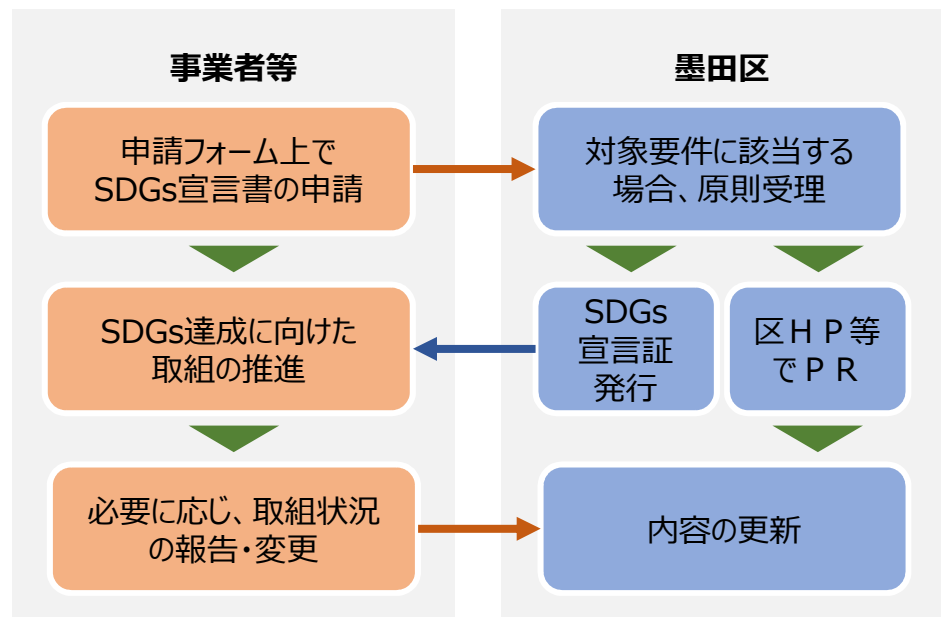 事業者等
墨田区
申請フォーム上で
SDGs宣言書の申請
対象要件に該当する
場合、原則受理
SDGs達成に向けた
取組の推進
SDGs
宣言証
発行
区ＨＰ等
でＰＲ
必要に応じ、取組状況
の報告・変更
内容の更新